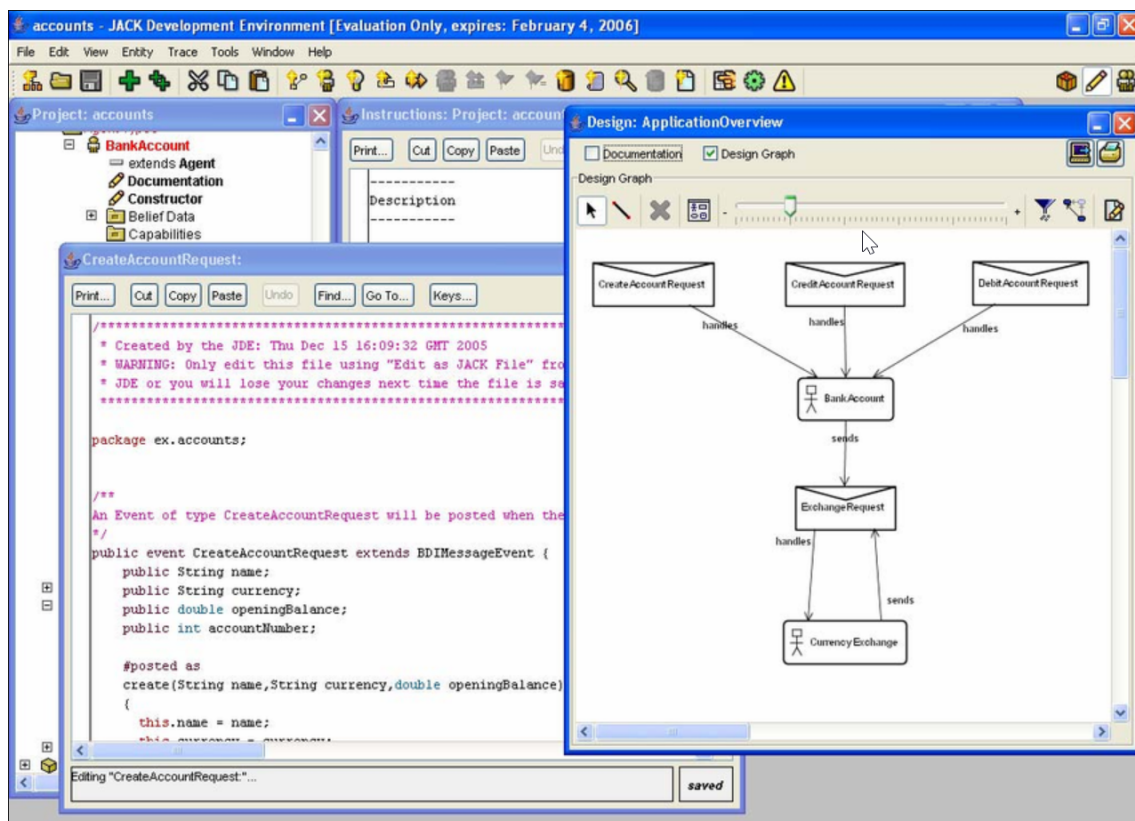 accounts - JACK Development Environment [Evaluation Only, expires: February 4, 2006]
File Edit View Entity Trace Tools Window Help
Project: accounts
BankAccount
extends Agent
Documentation
Constructor
Belief Data
Capabilities
Instructions: Project: accoun
Print... Cut Copy Paste
-----------
Description
-----------
CreateAccountRequest:
Print... Cut Copy Paste Undo Find... Go To... Keys...
* Created by the JDE: Thu Dec 15 16:09:32 GMT 2005
* WARNING: Only edit this file using "Edit as JACK File" fro
* JDE or you will lose your changes next time the file is sa
package ex.accounts;
/**
An Event of type CreateAccountRequest will be posted when the
*/
public event CreateAccountRequest extends BDIMessageEvent {
public String name;
public String currency;
public double openingBalance;
public int accountNumber;
#posted as
create(String name,String currency,double openingBalance)
{
this.name = name;
this.currency = currency;
Editing "CreateAccountRequest:"...
saved
Design: ApplicationOverview
Documentation Design Graph
Design Graph
- +
CreateAccountRequest
CreditAccountRequest
DebitAccountRequest
handles
handles
handles
BankAccount
sends
ExchangeRequest
handles
sends
CurrencyExchange